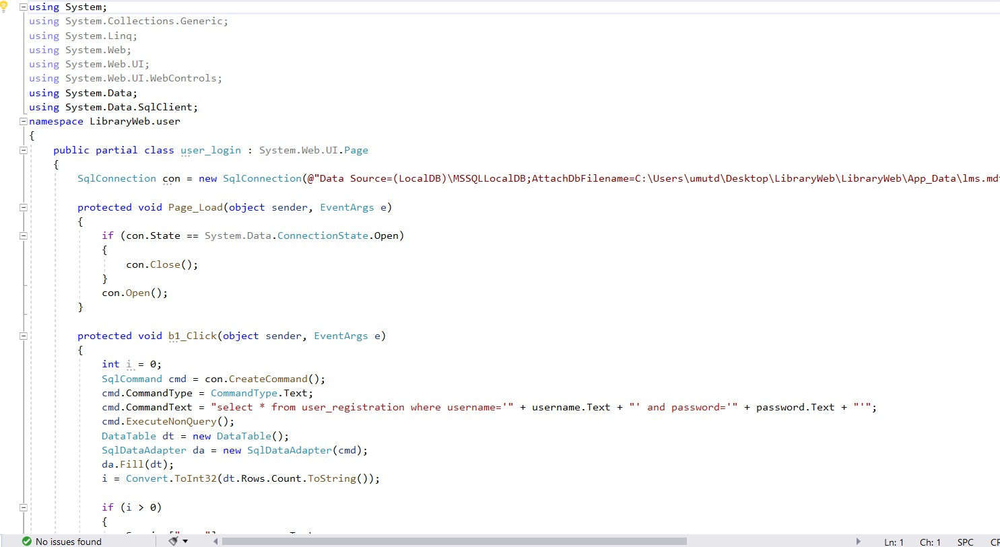 using System;
using System.Collections.Generic;
using System.Linq;
using System.Web;
using System.Web.UI;
using System.Web.UI.WebControls;
using System.Data;
using System.Data.SqlClient;
namespace LibraryWeb.user
{
    public partial class user_login : System.Web.UI.Page
    {
        SqlConnection con = new SqlConnection(@"Data Source=(LocalDB)\MSSQLLocalDB;AttachDbFilename=C:\Users\umutd\Desktop\LibraryWeb\LibraryWeb\App_Data\lms.md
        protected void Page_Load(object sender, EventArgs e)
        {
            if (con.State == System.Data.ConnectionState.Open)
            {
                con.Close();
            }
            con.Open();
        }
        protected void b1_Click(object sender, EventArgs e)
        {
            int i = 0;
            SqlCommand cmd = con.CreateCommand();
            cmd.CommandType = CommandType.Text;
            cmd.CommandText = "select * from user_registration where username='" + username.Text + "' and password='" + password.Text + "'";
            cmd.ExecuteNonQuery();
            DataTable dt = new DataTable();
            SqlDataAdapter da = new SqlDataAdapter(cmd);
            da.Fill(dt);
            i = Convert.ToInt32(dt.Rows.Count.ToString());
            if (i > 0)
            {
No issues found
Ln: 1 Ch: 1 SPC CR